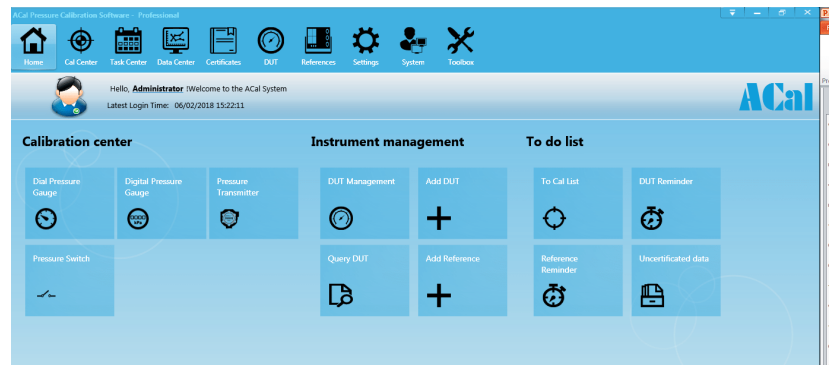 ACal Pressure Calibration Software - Professional
Home
Cal Center
Task Center
Data Center
Certificates
DUT
References
Settings
System
Toolbox
Hello, Administrator !Welcome to the ACal System
Latest Login Time: 06/02/2018 15:22:11
ACal
Calibration center
Instrument management
To do list
Dial Pressure
Gauge
Digital Pressure
Gauge
Pressure
Transmitter
DUT Management
Add DUT
To Cal List
DUT Reminder
Pressure Switch
Query DUT
Add Reference
Reference
Reminder
Uncertificated data